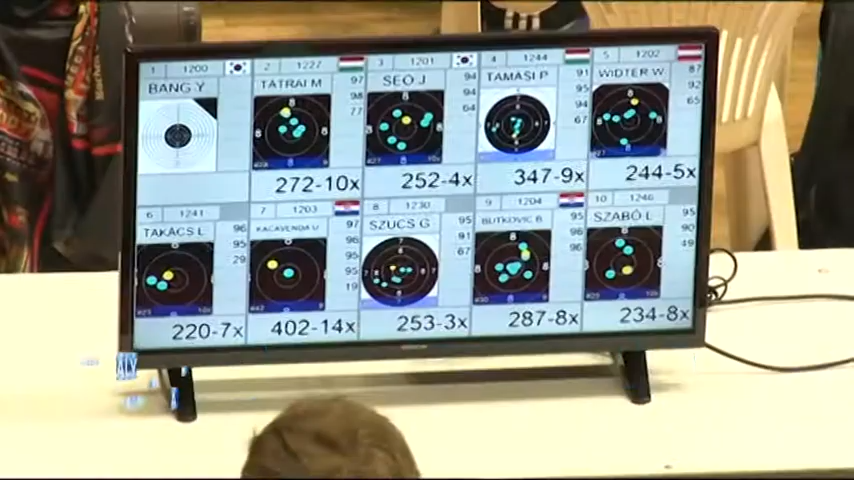 1 1200
BANG Y
2 1227
TATRAI M
97
98
77
272-10x
3 1201
SEO J
94
94
64
252-4x
4 1244
TAMASI P
91
95
94
67
347-9x
5 1202
WIDTER W
87
92
65
244-5x
6 1241
TAKÁCS L
96
95
29
220-7x
7 1203
KACAVENDA U
97
96
95
95
19
402-14x
8 1230
SZUCS G
95
91
67
253-3x
9 1204
BUTKOVIC B
95
96
96
287-8x
10 1246
SZABÓ L
95
90
49
234-8x